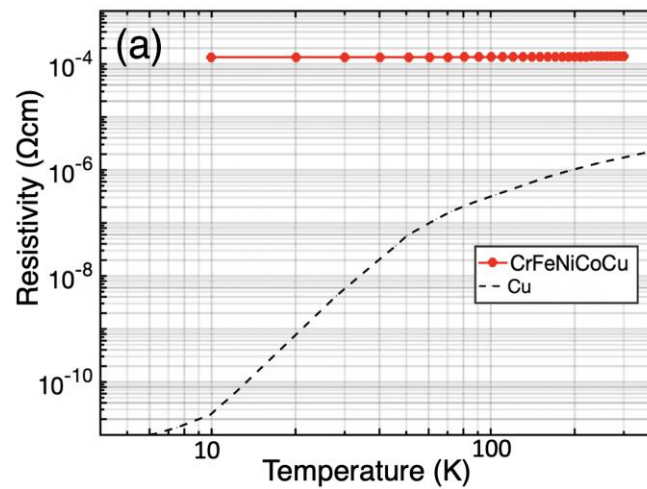 (a)
Resistivity (Ωcm)
10⁻⁴
10⁻⁶
10⁻⁸
10⁻¹⁰
CrFeNiCoCu
Cu
10
100
Temperature (K)